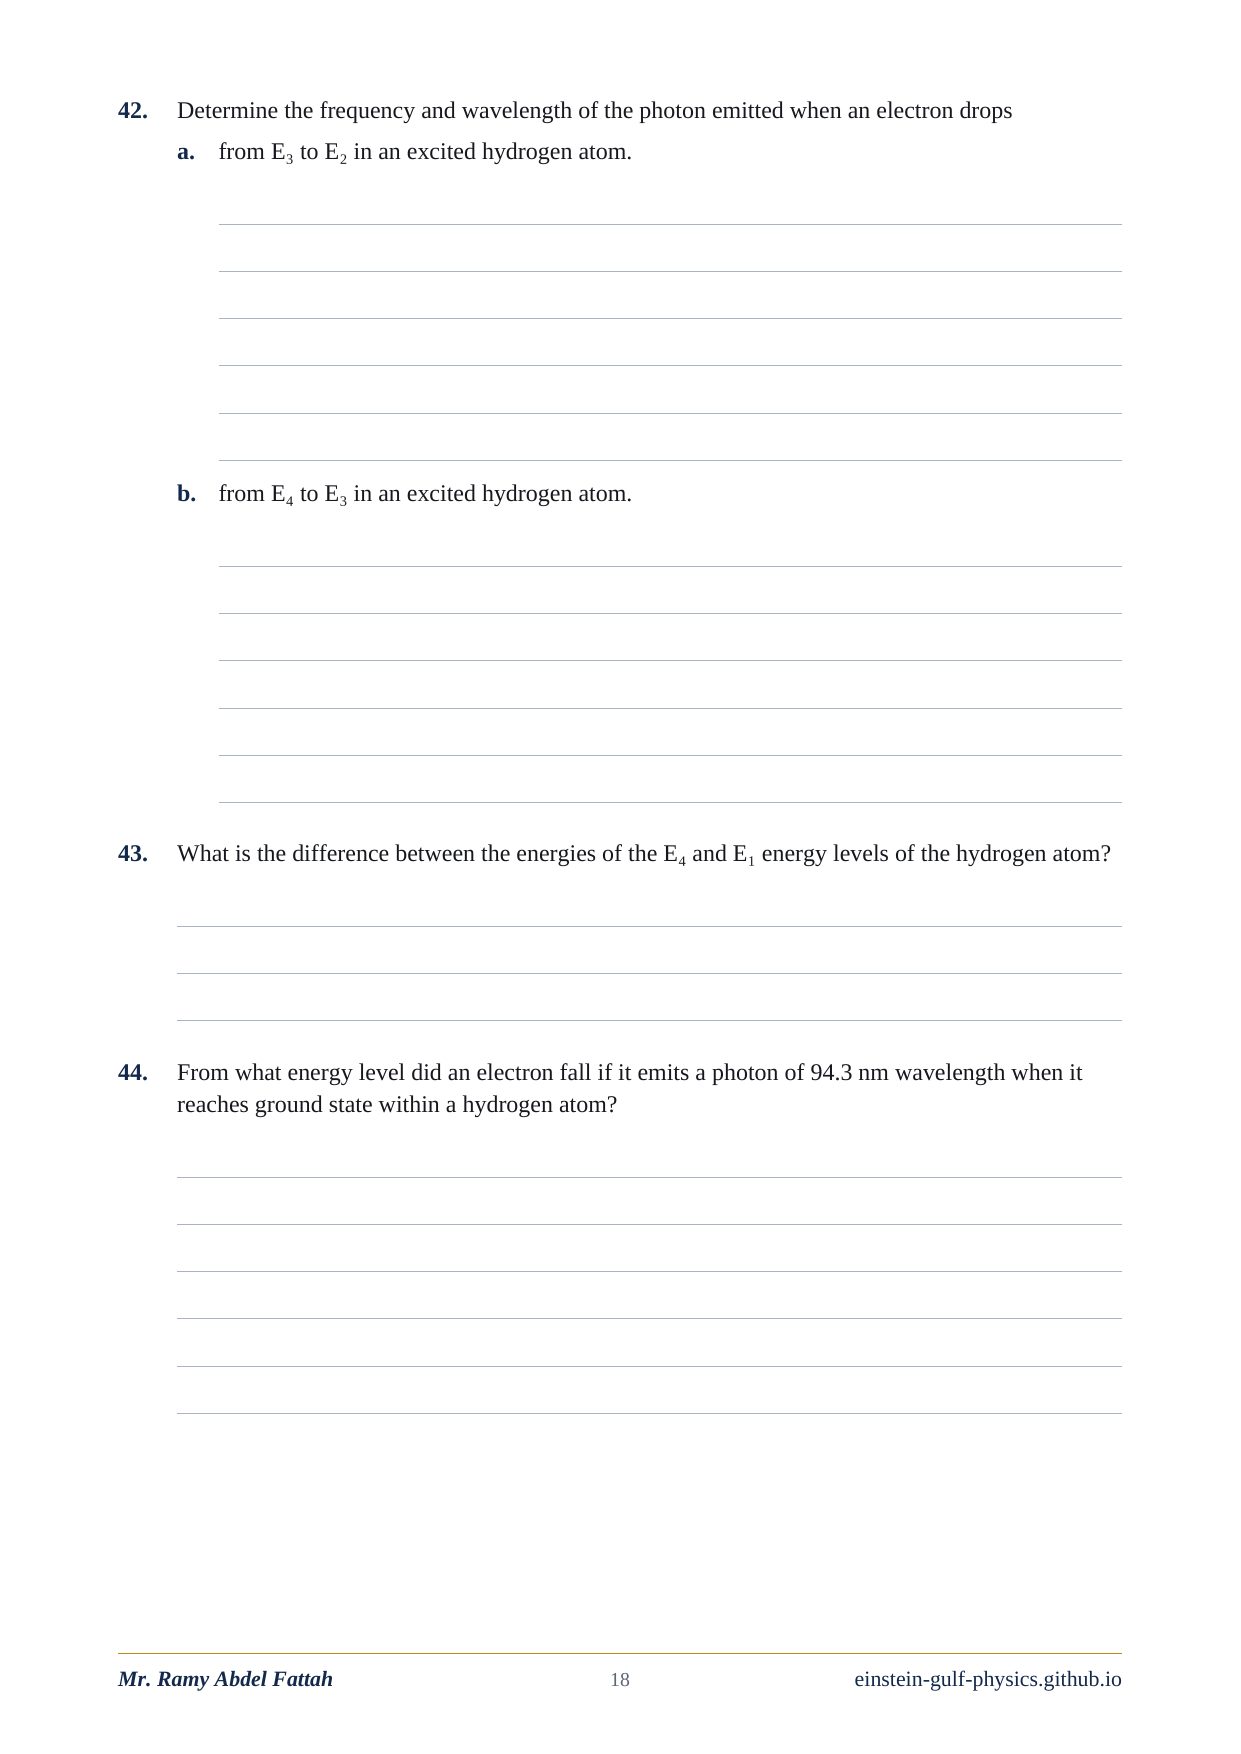 42. Determine the frequency and wavelength of the photon emitted when an electron drops
a. from E₃ to E₂ in an excited hydrogen atom.
b. from E₄ to E₃ in an excited hydrogen atom.
43. What is the difference between the energies of the E₄ and E₁ energy levels of the hydrogen atom?
44. From what energy level did an electron fall if it emits a photon of 94.3 nm wavelength when it
reaches ground state within a hydrogen atom?
Mr. Ramy Abdel Fattah 18 einstein-gulf-physics.github.io